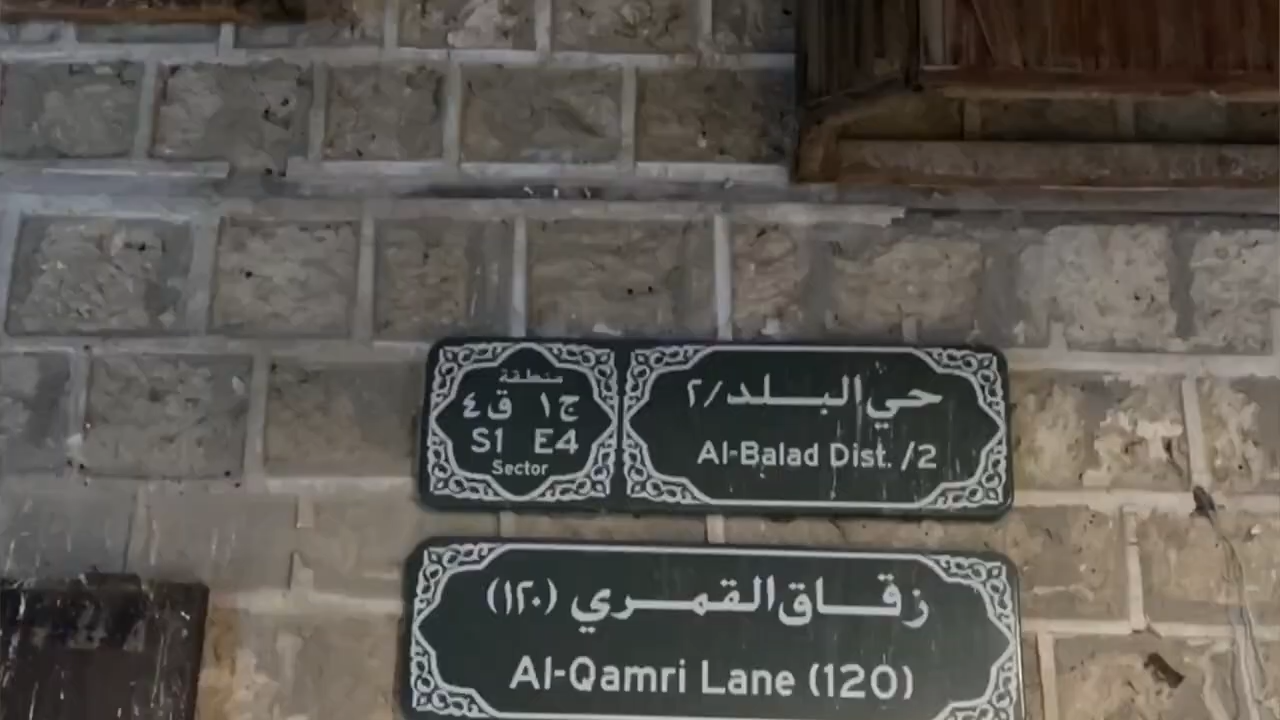 منطقة
ج١ ق٤
S1 E4
Sector
حي البلد/٢
Al-Balad Dist. /2
زقاق القمري (١٢٠)
Al-Qamri Lane (120)